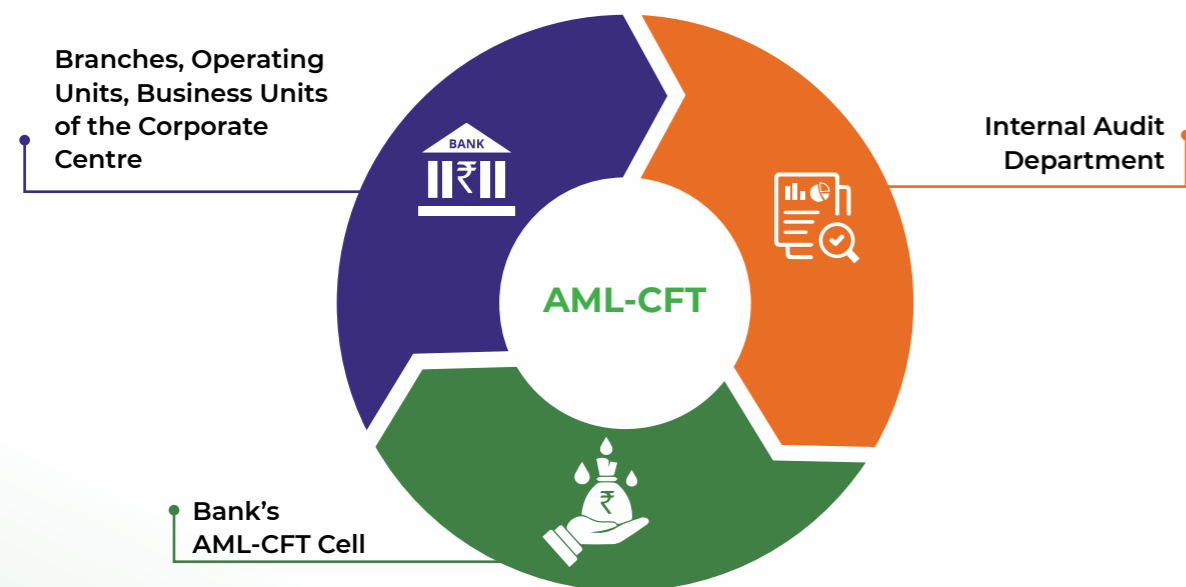 Branches, Operating
Units, Business Units
of the Corporate
Centre
BANK
₹
Internal Audit
Department
AML-CFT
₹
Bank’s
AML-CFT Cell